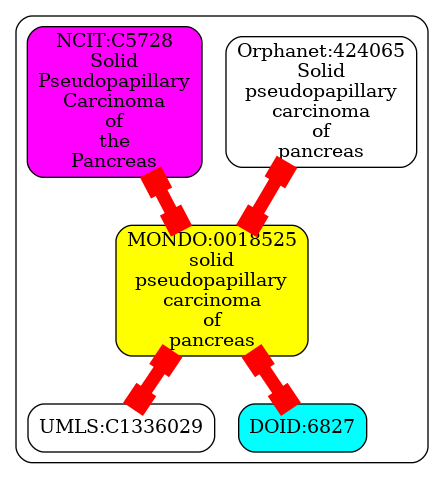 NCIT:C5728
Solid
Pseudopapillary
Carcinoma
of
the
Pancreas
Orphanet:424065
Solid
pseudopapillary
carcinoma
of
pancreas
MONDO:0018525
solid
pseudopapillary
carcinoma
of
pancreas
UMLS:C1336029
DOID:6827